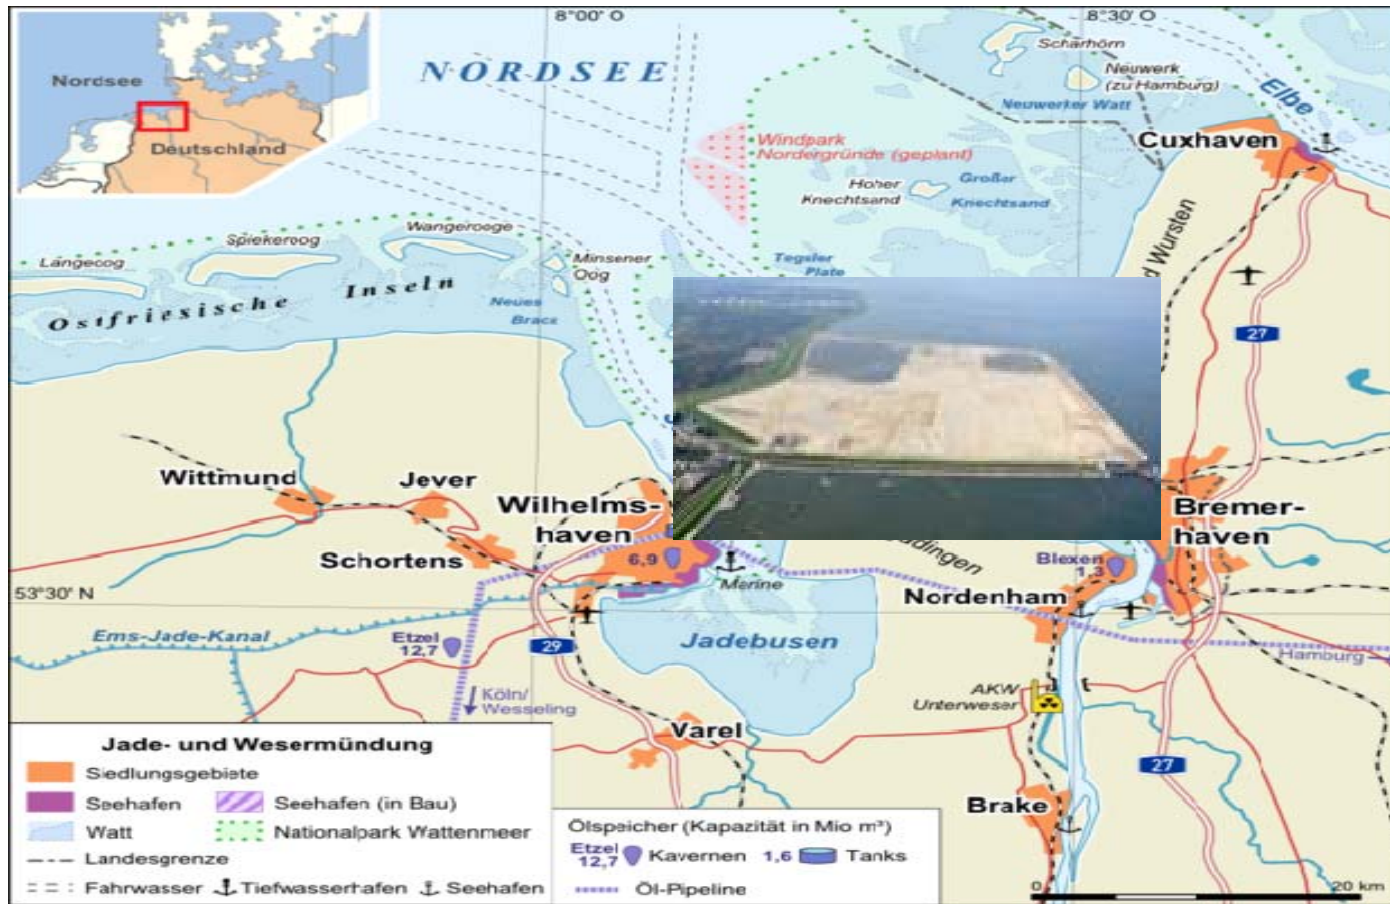 8°00' O
8°30' O
Nordsee
Deutschland
NORDSEE
Scharhörn
Neuwerk
(zu Hamburg)
Neuwerker Watt
Elbe
Cuxhaven
Windpark
Nordergründe (geplant)
Hoher
Knechtsand
Großer
Knechtsand
Wursten
Langeoog
Spiekeroog
Wangerooge
Minsener
Oog
Tegeler
Plate
Ostfriesische Inseln
Neues
Brack
27
Wittmund
Jever
Schortens
Wilhelms-
haven
6,9
Marine
Bremer-
haven
Blexen
1,3
Nordenham
53°30' N
Ems-Jade-Kanal
Etzel
12,7
29
Jadebusen
Hamburg
Köln/
Wesseling
AKW
Unterweser
Varel
27
Brake
Jade- und Wesermündung
Siedlungsgebiete
Seehafen
Seehafen (in Bau)
Watt
Nationalpark Wattenmeer
Landesgrenze
Fahrwasser
Tiefwasserhafen
Seehafen
Ölspeicher (Kapazität in Mio m³)
Etzel
12,7
Kavernen
1,6
Tanks
Öl-Pipeline
0
20 km